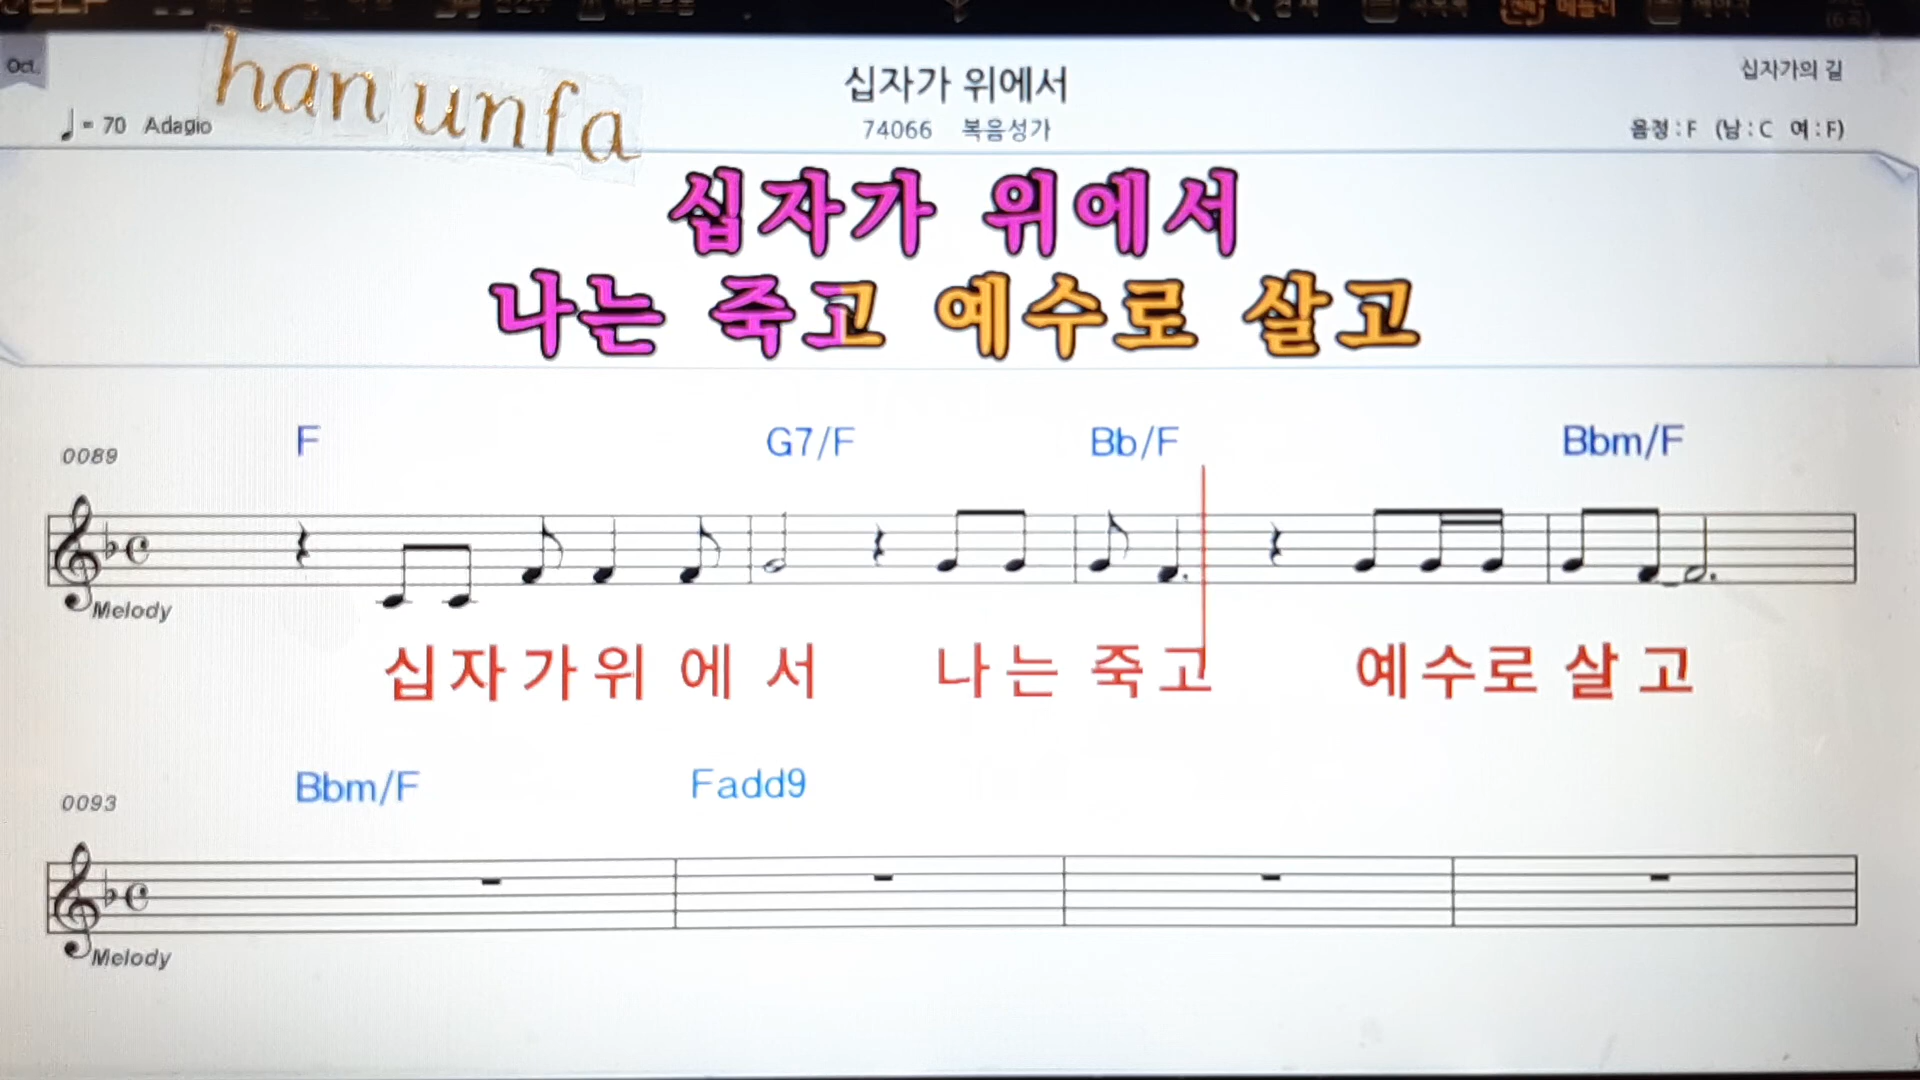 Oct.
han unfa
십자가 위에서
십자가의 길
= 70 Adagio
74066 복음성가
음정 : F (남 : C 여 : F)
십자가 위에서
나는 죽고 예수로 살고
0089 F G7/F Bb/F Bbm/F
Melody
십자가위에서 나는죽고 예수로살고
0093 Bbm/F Fadd9
Melody